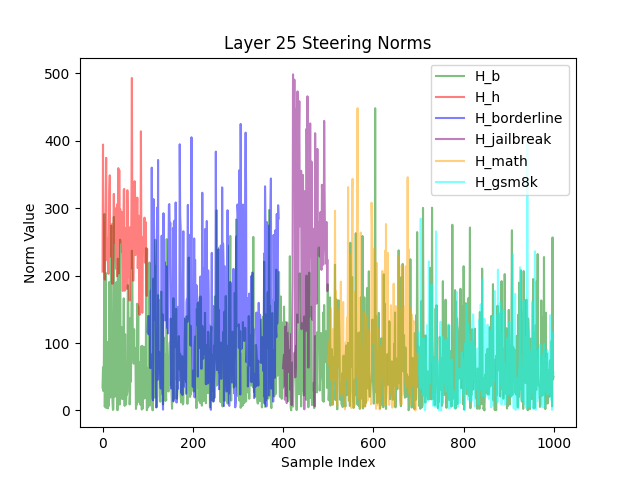 Layer 25 Steering Norms
Norm Value
500
400
300
200
100
0
H_b
H_h
H_borderline
H_jailbreak
H_math
H_gsm8k
0
200
400
600
800
1000
Sample Index